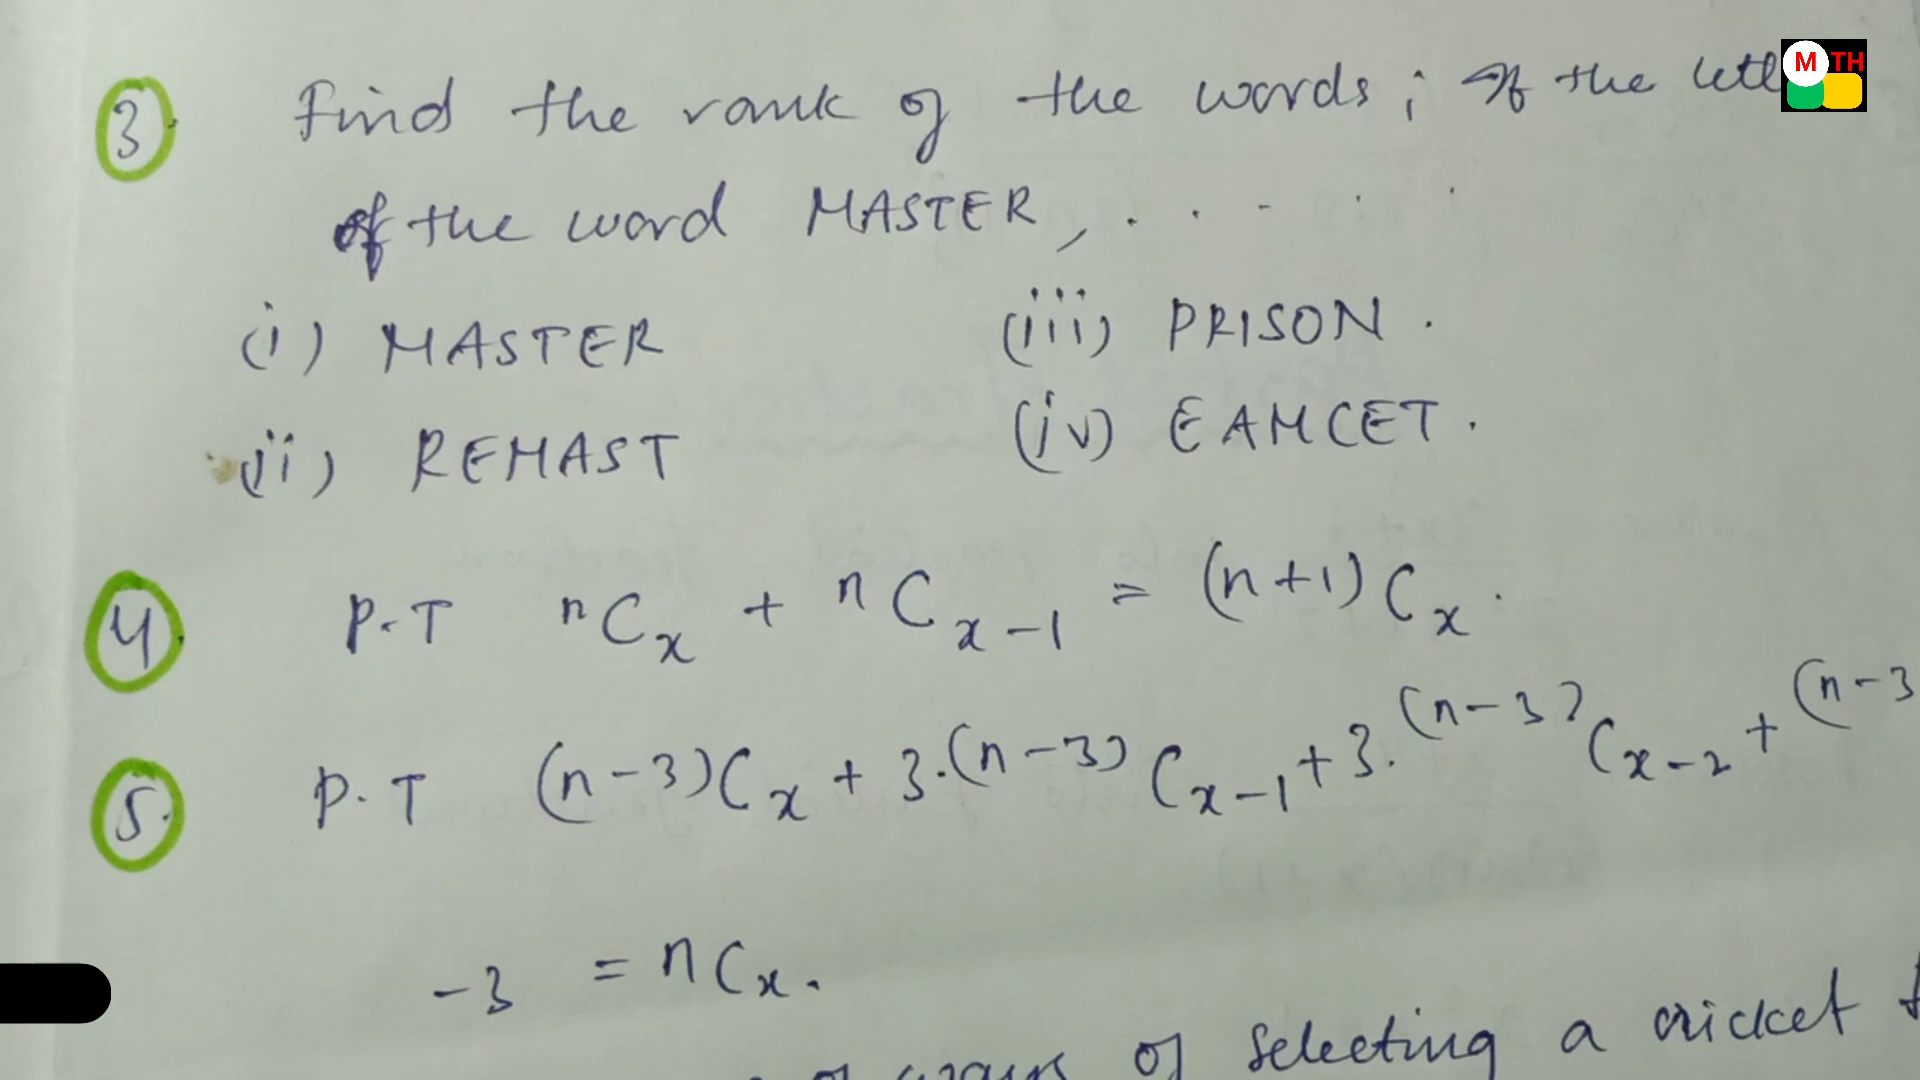 3 Find the rank of the words ; If the
of the word MASTER, . . - . .
(i) MASTER (iii) PRISON .
(ii) REMAST (iv) EAMCET .
4. P.T ⁿCₓ + ⁿCₓ₋₁ = ⁽ⁿ⁺¹⁾Cₓ .
5. P.T (n-3)Cₓ + 3.⁽ⁿ⁻³⁾Cₓ₋₁ + 3.⁽ⁿ⁻³⁾Cₓ₋₂ + (n-3
-3 = nCₓ .
of selecting a cricket
M TH